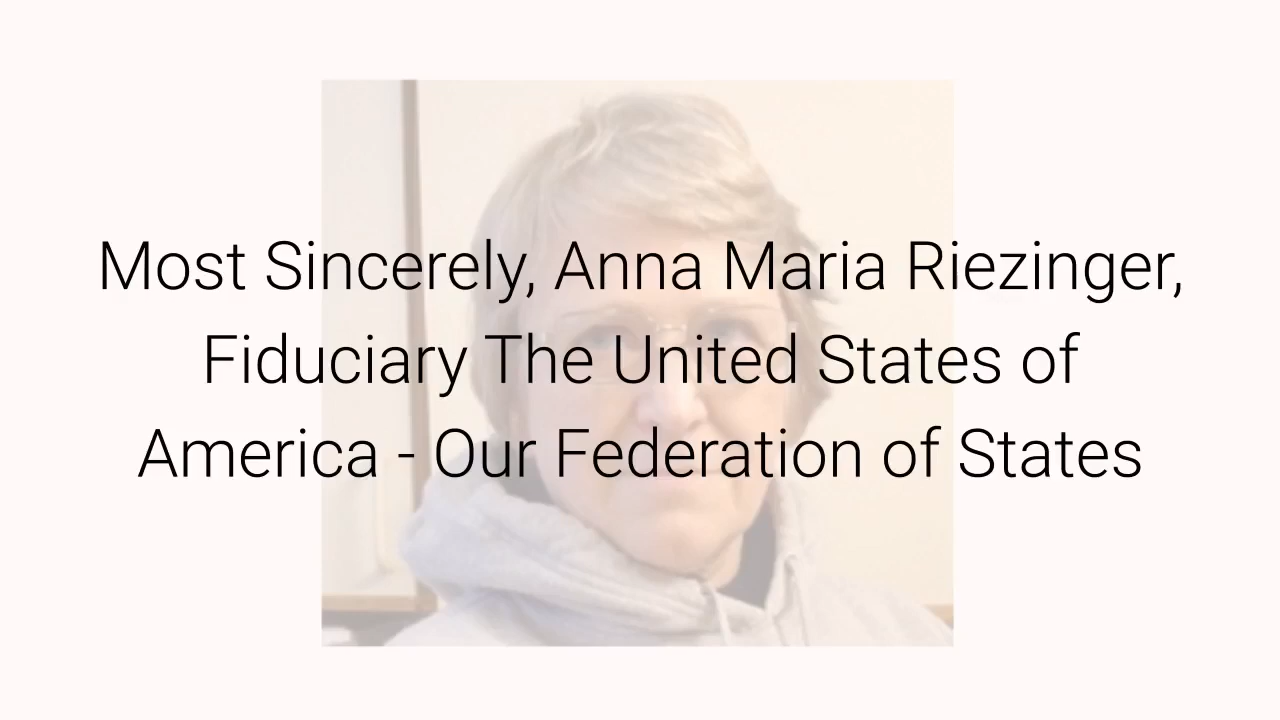 Most Sincerely, Anna Maria Riezinger,
Fiduciary The United States of
America - Our Federation of States